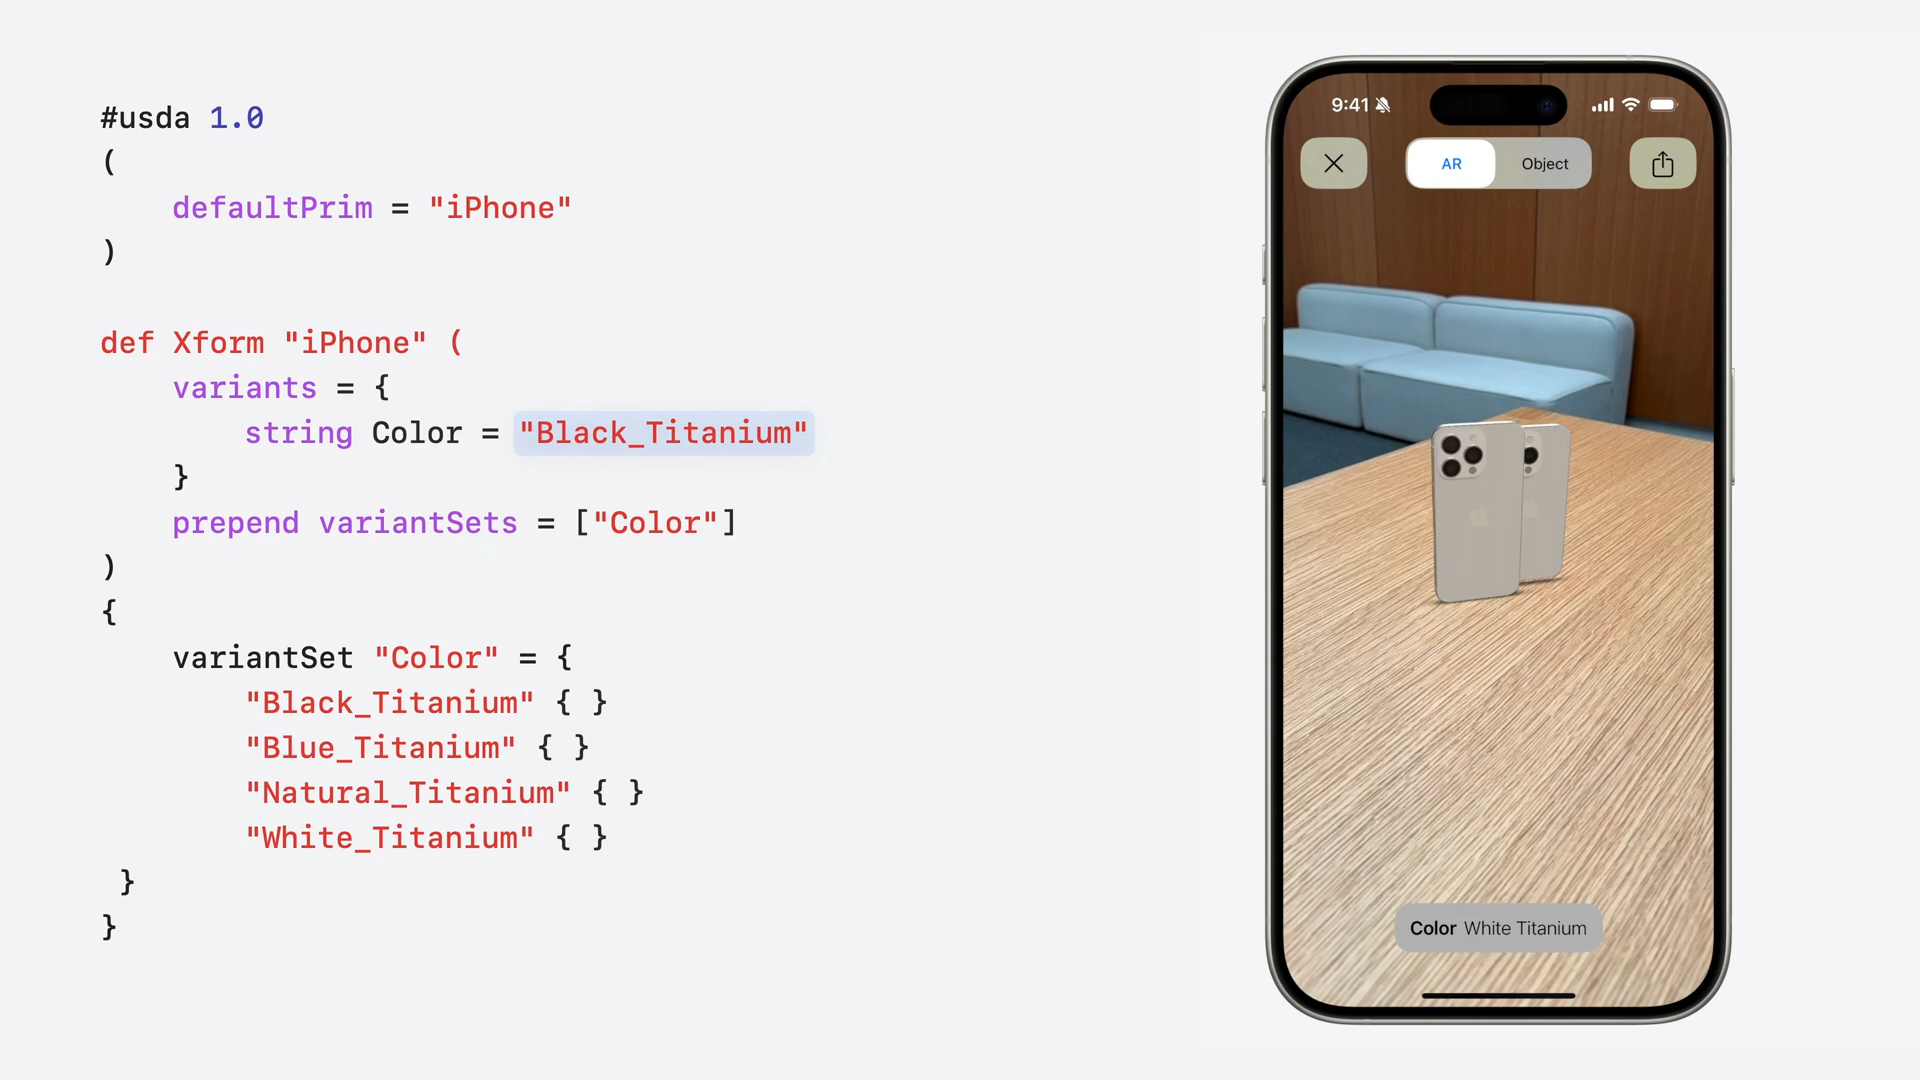 #usda 1.0
(
defaultPrim = "iPhone"
)
def Xform "iPhone" (
variants = {
string Color = "Black_Titanium"
}
prepend variantSets = ["Color"]
)
{
variantSet "Color" = {
"Black_Titanium" { }
"Blue_Titanium" { }
"Natural_Titanium" { }
"White_Titanium" { }
}
}
9:41
AR Object
Color White Titanium